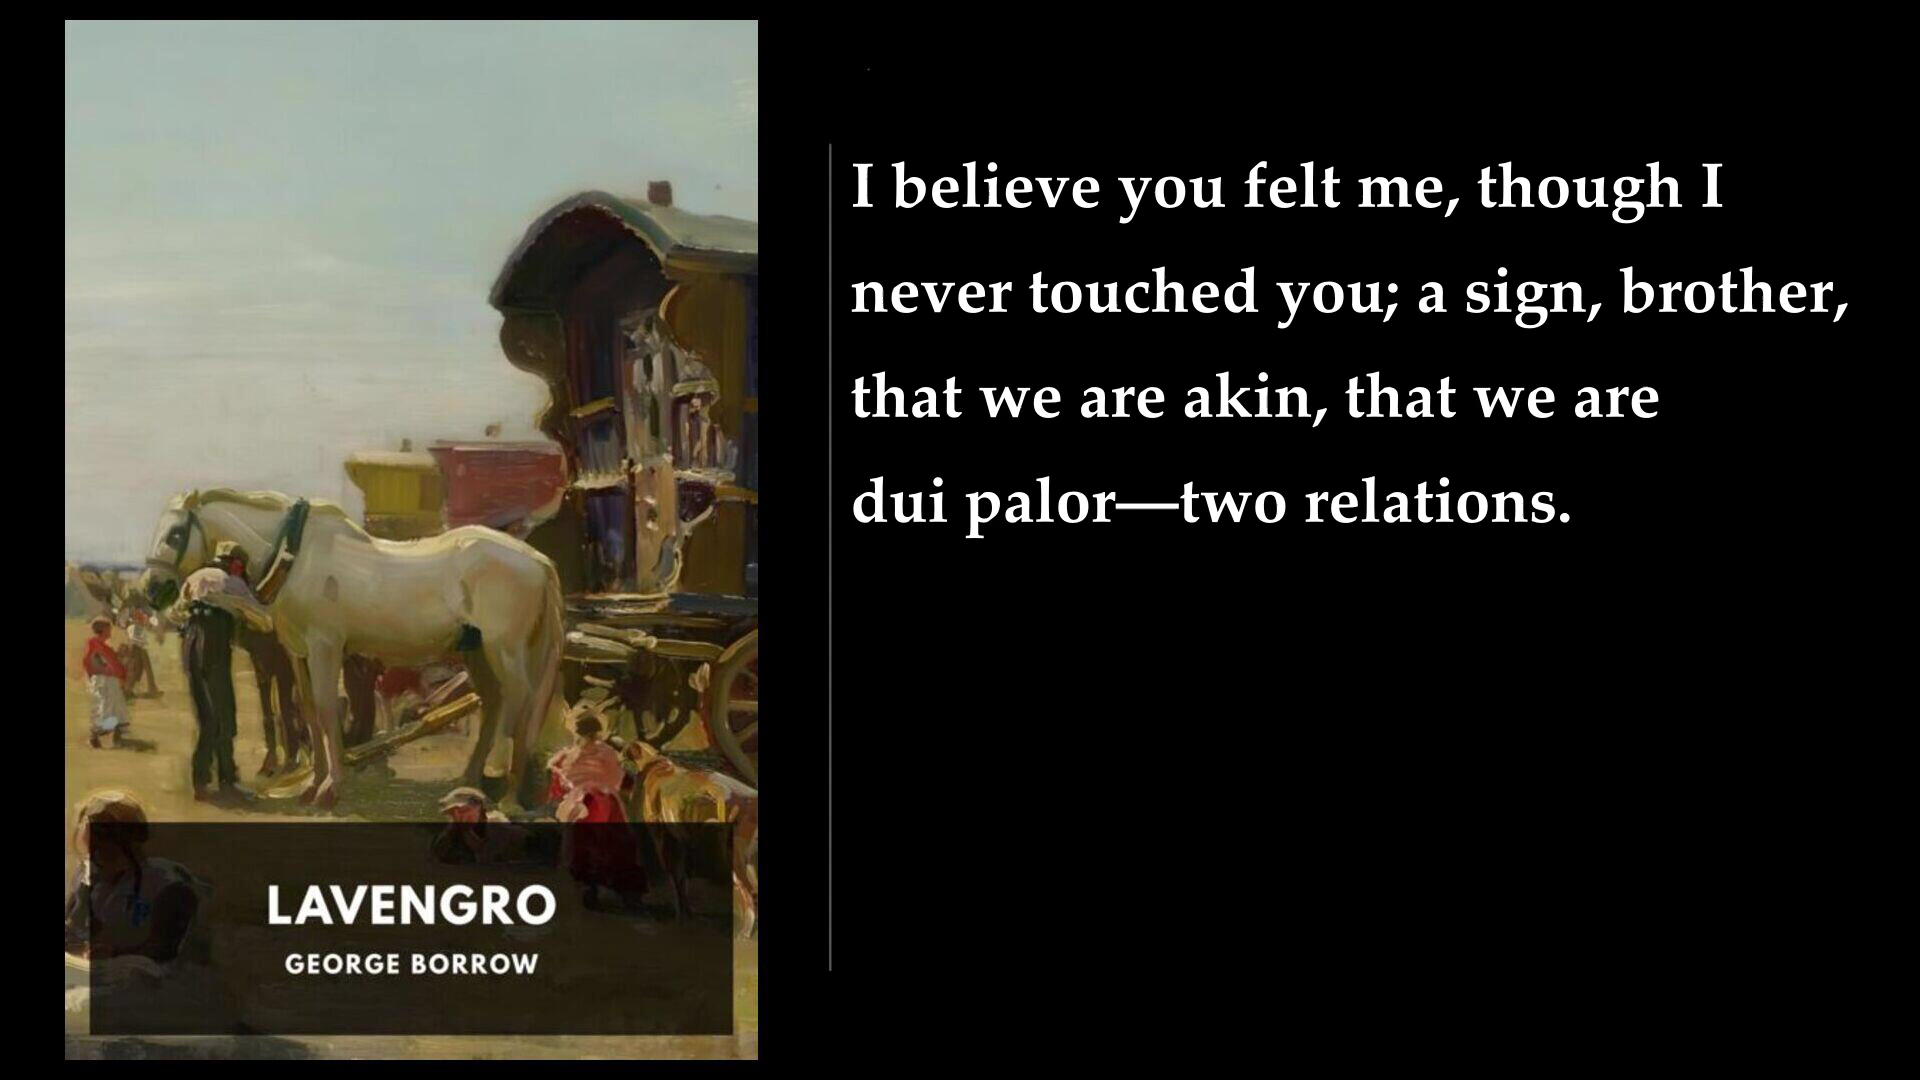 I believe you felt me, though I
never touched you; a sign, brother,
that we are akin, that we are
dui palor—two relations.
LAVENGRO
GEORGE BORROW